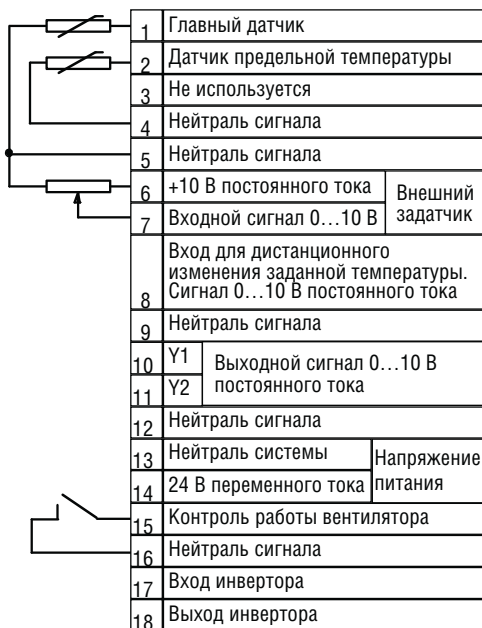 1 Главный датчик
2 Датчик предельной температуры
3 Не используется
4 Нейтраль сигнала
5 Нейтраль сигнала
6 +10 В постоянного тока
7 Входной сигнал 0...10 В
Внешний
задатчик
Вход для дистанционного
изменения заданной температуры.
8 Сигнал 0...10 В постоянного тока
9 Нейтраль сигнала
10 Y1
11 Y2
Выходной сигнал 0...10 В
постоянного тока
12 Нейтраль сигнала
13 Нейтраль системы
14 24 В переменного тока
Напряжение
питания
15 Контроль работы вентилятора
16 Нейтраль сигнала
17 Вход инвертора
18 Выход инвертора